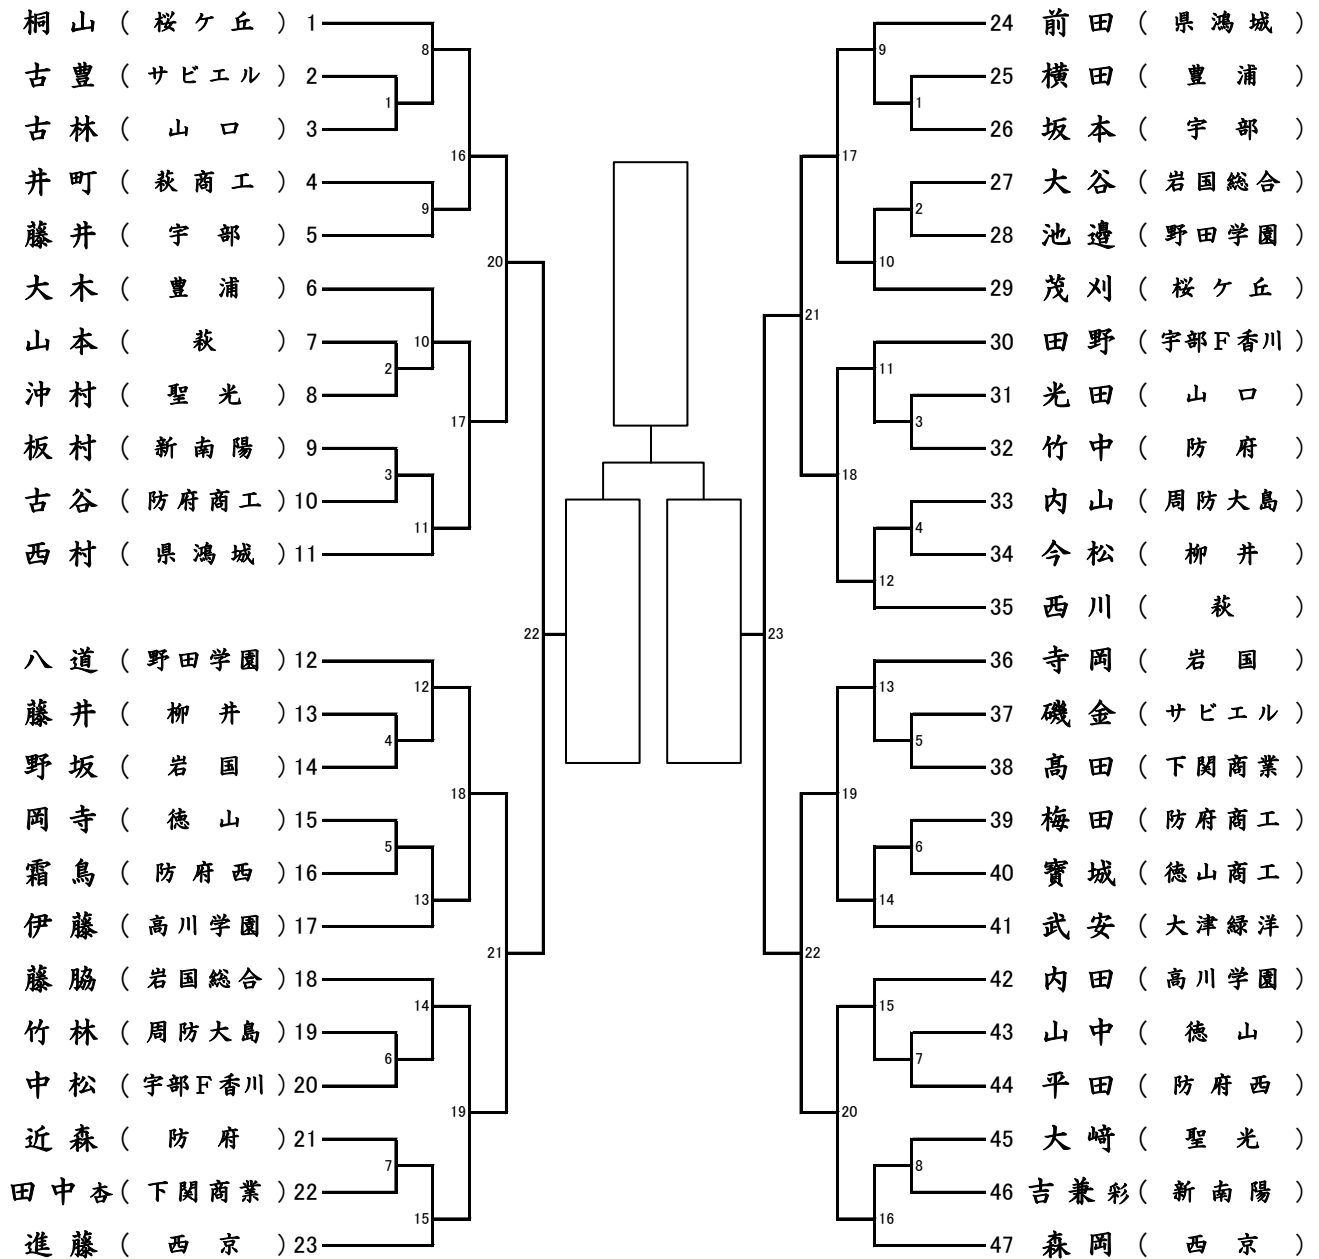 桐山（桜ケ丘）1
古豊（サビエル）2
古林（山口）3
井町（萩商工）4
藤井（宇部）5
大木（豊浦）6
山本（萩）7
沖村（聖光）8
板村（新南陽）9
古谷（防府商工）10
西村（県鴻城）11
八道（野田学園）12
藤井（柳井）13
野坂（岩国）14
岡寺（徳山）15
霜鳥（防府西）16
伊藤（高川学園）17
藤脇（岩国総合）18
竹林（周防大島）19
中松（宇部F香川）20
近森（防府）21
田中杏（下関商業）22
進藤（西京）23
8
1
16
9
20
10
2
17
3
11
22
12
4
18
5
13
21
14
6
19
7
15
24 前田（県鴻城）
25 横田（豊浦）
26 坂本（宇部）
27 大谷（岩国総合）
28 池邉（野田学園）
29 茂刈（桜ケ丘）
30 田野（宇部F香川）
31 光田（山口）
32 竹中（防府）
33 内山（周防大島）
34 今松（柳井）
35 西川（萩）
36 寺岡（岩国）
37 磯金（サビエル）
38 髙田（下関商業）
39 梅田（防府商工）
40 寳城（徳山商工）
41 武安（大津緑洋）
42 内田（高川学園）
43 山中（徳山）
44 平田（防府西）
45 大﨑（聖光）
46 吉兼彩（新南陽）
47 森岡（西京）
9
1
17
2
10
21
11
3
18
4
12
23
13
5
19
6
14
22
15
7
20
8
16